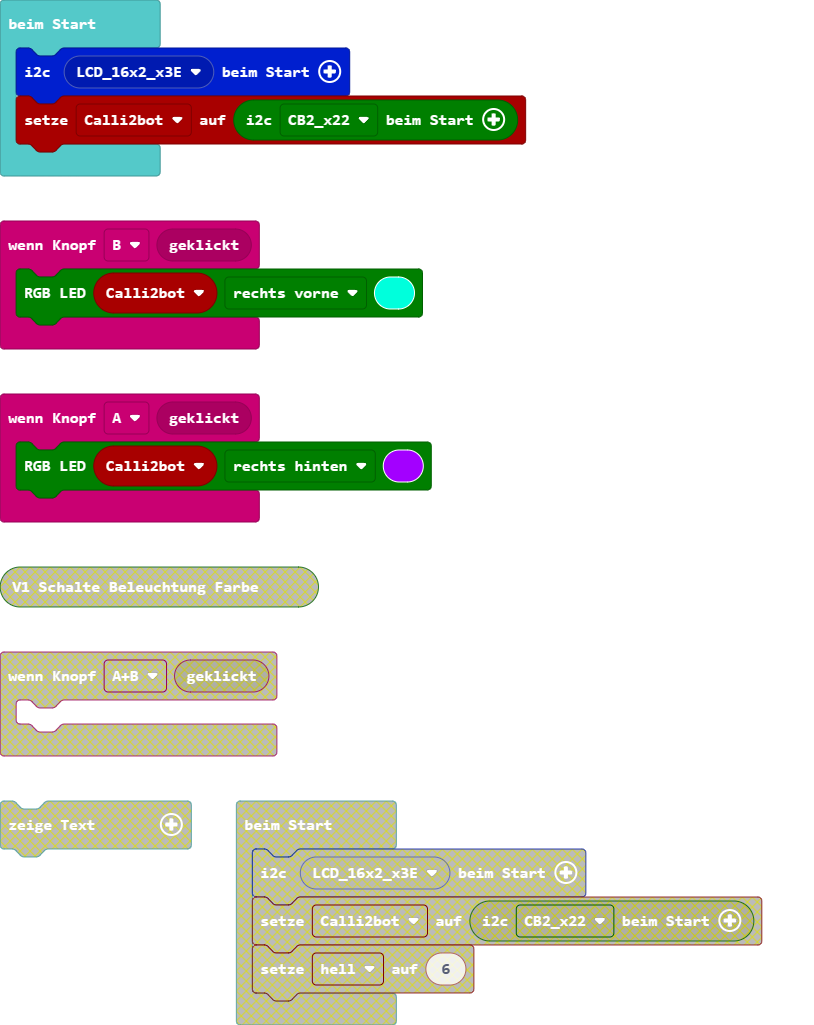 beim Start
i2c LCD_16x2_x3E beim Start
setze Calli2bot auf i2c CB2_x22 beim Start
wenn Knopf B geklickt
RGB LED Calli2bot rechts vorne
wenn Knopf A geklickt
RGB LED Calli2bot rechts hinten
V1 Schalte Beleuchtung Farbe
wenn Knopf A+B geklickt
zeige Text
beim Start
i2c LCD_16x2_x3E beim Start
setze Calli2bot auf i2c CB2_x22 beim Start
setze hell auf 6